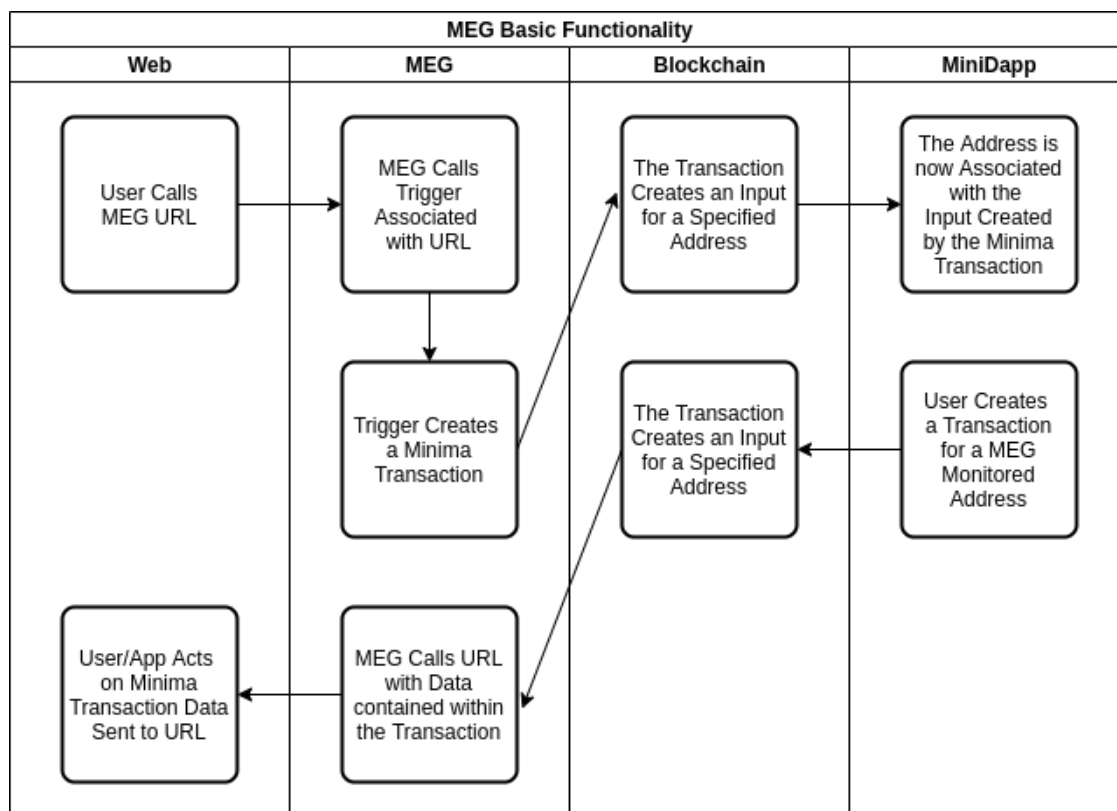 MEG Basic Functionality
Web
MEG
Blockchain
MiniDapp
User Calls
MEG URL
MEG Calls
Trigger
Associated
with URL
The Transaction
Creates an Input
for a Specified
Address
The Address is
now Associated
with the
Input Created
by the Minima
Transaction
Trigger Creates
a Minima
Transaction
The Transaction
Creates an Input
for a Specified
Address
User Creates
a Transaction
for a MEG
Monitored
Address
User/App Acts
on Minima
Transaction Data
Sent to URL
MEG Calls URL
with Data
contained within
the Transaction